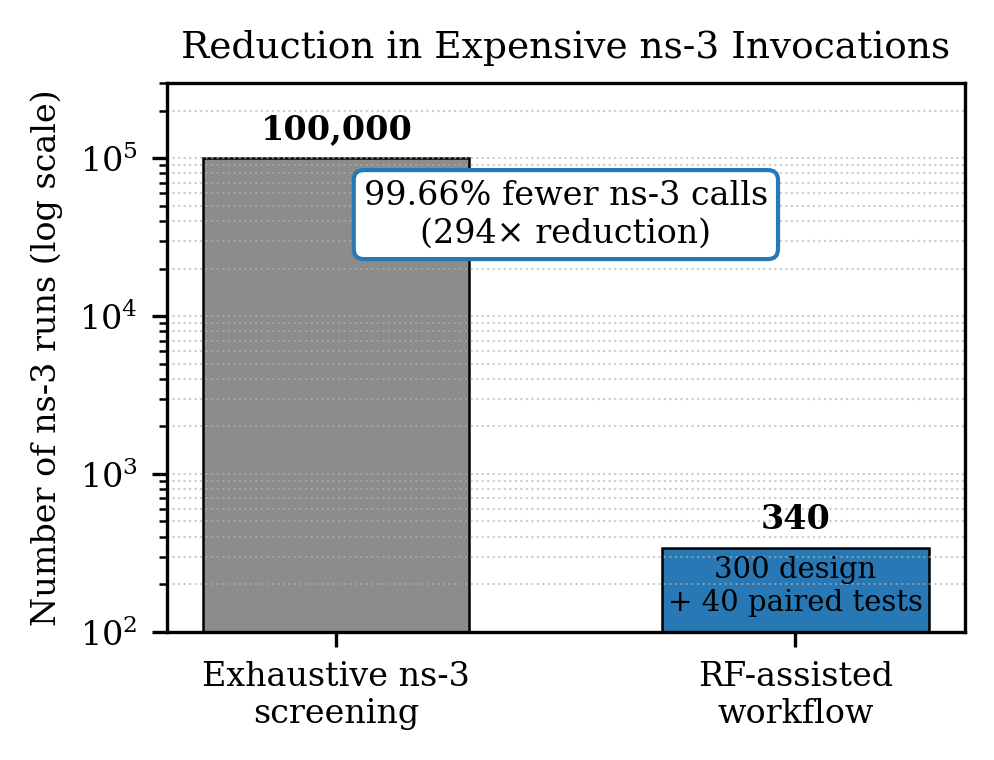 Reduction in Expensive ns-3 Invocations
Number of ns-3 runs (log scale)
10⁵
10⁴
10³
10²
100,000
99.66% fewer ns-3 calls
(294× reduction)
340
300 design
+ 40 paired tests
Exhaustive ns-3
screening
RF-assisted
workflow